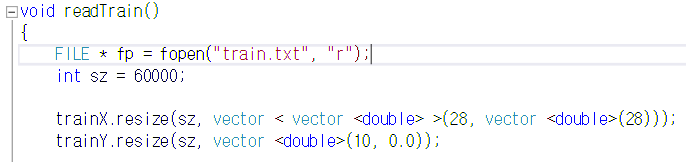 void readTrain()
{
FILE * fp = fopen("train.txt", "r");
int sz = 60000;
trainX.resize(sz, vector < vector <double> >(28, vector <double>(28)));
trainY.resize(sz, vector <double>(10, 0.0));